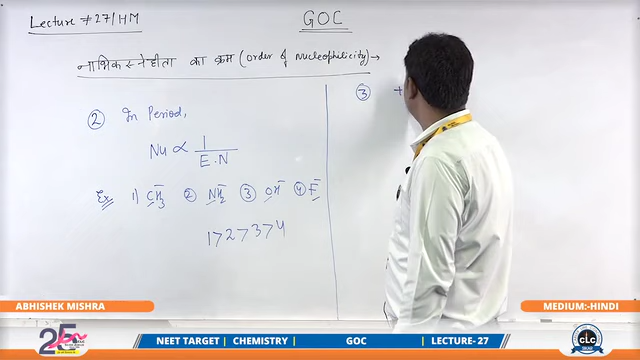 Lecture # 27/HM
GOC
नाभिकस्नेहीता का क्रम (order of nucleophilicity) →
② In Period,
Nu ∝ 1 / E.N
Ex 1) CH₃⁻ ② NH₂⁻ ③ OH⁻ ④ F⁻
1>2>3>4
③ +
ABHISHEK MISHRA
MEDIUM:-HINDI
25
NEET TARGET | CHEMISTRY | GOC | LECTURE- 27
CLC